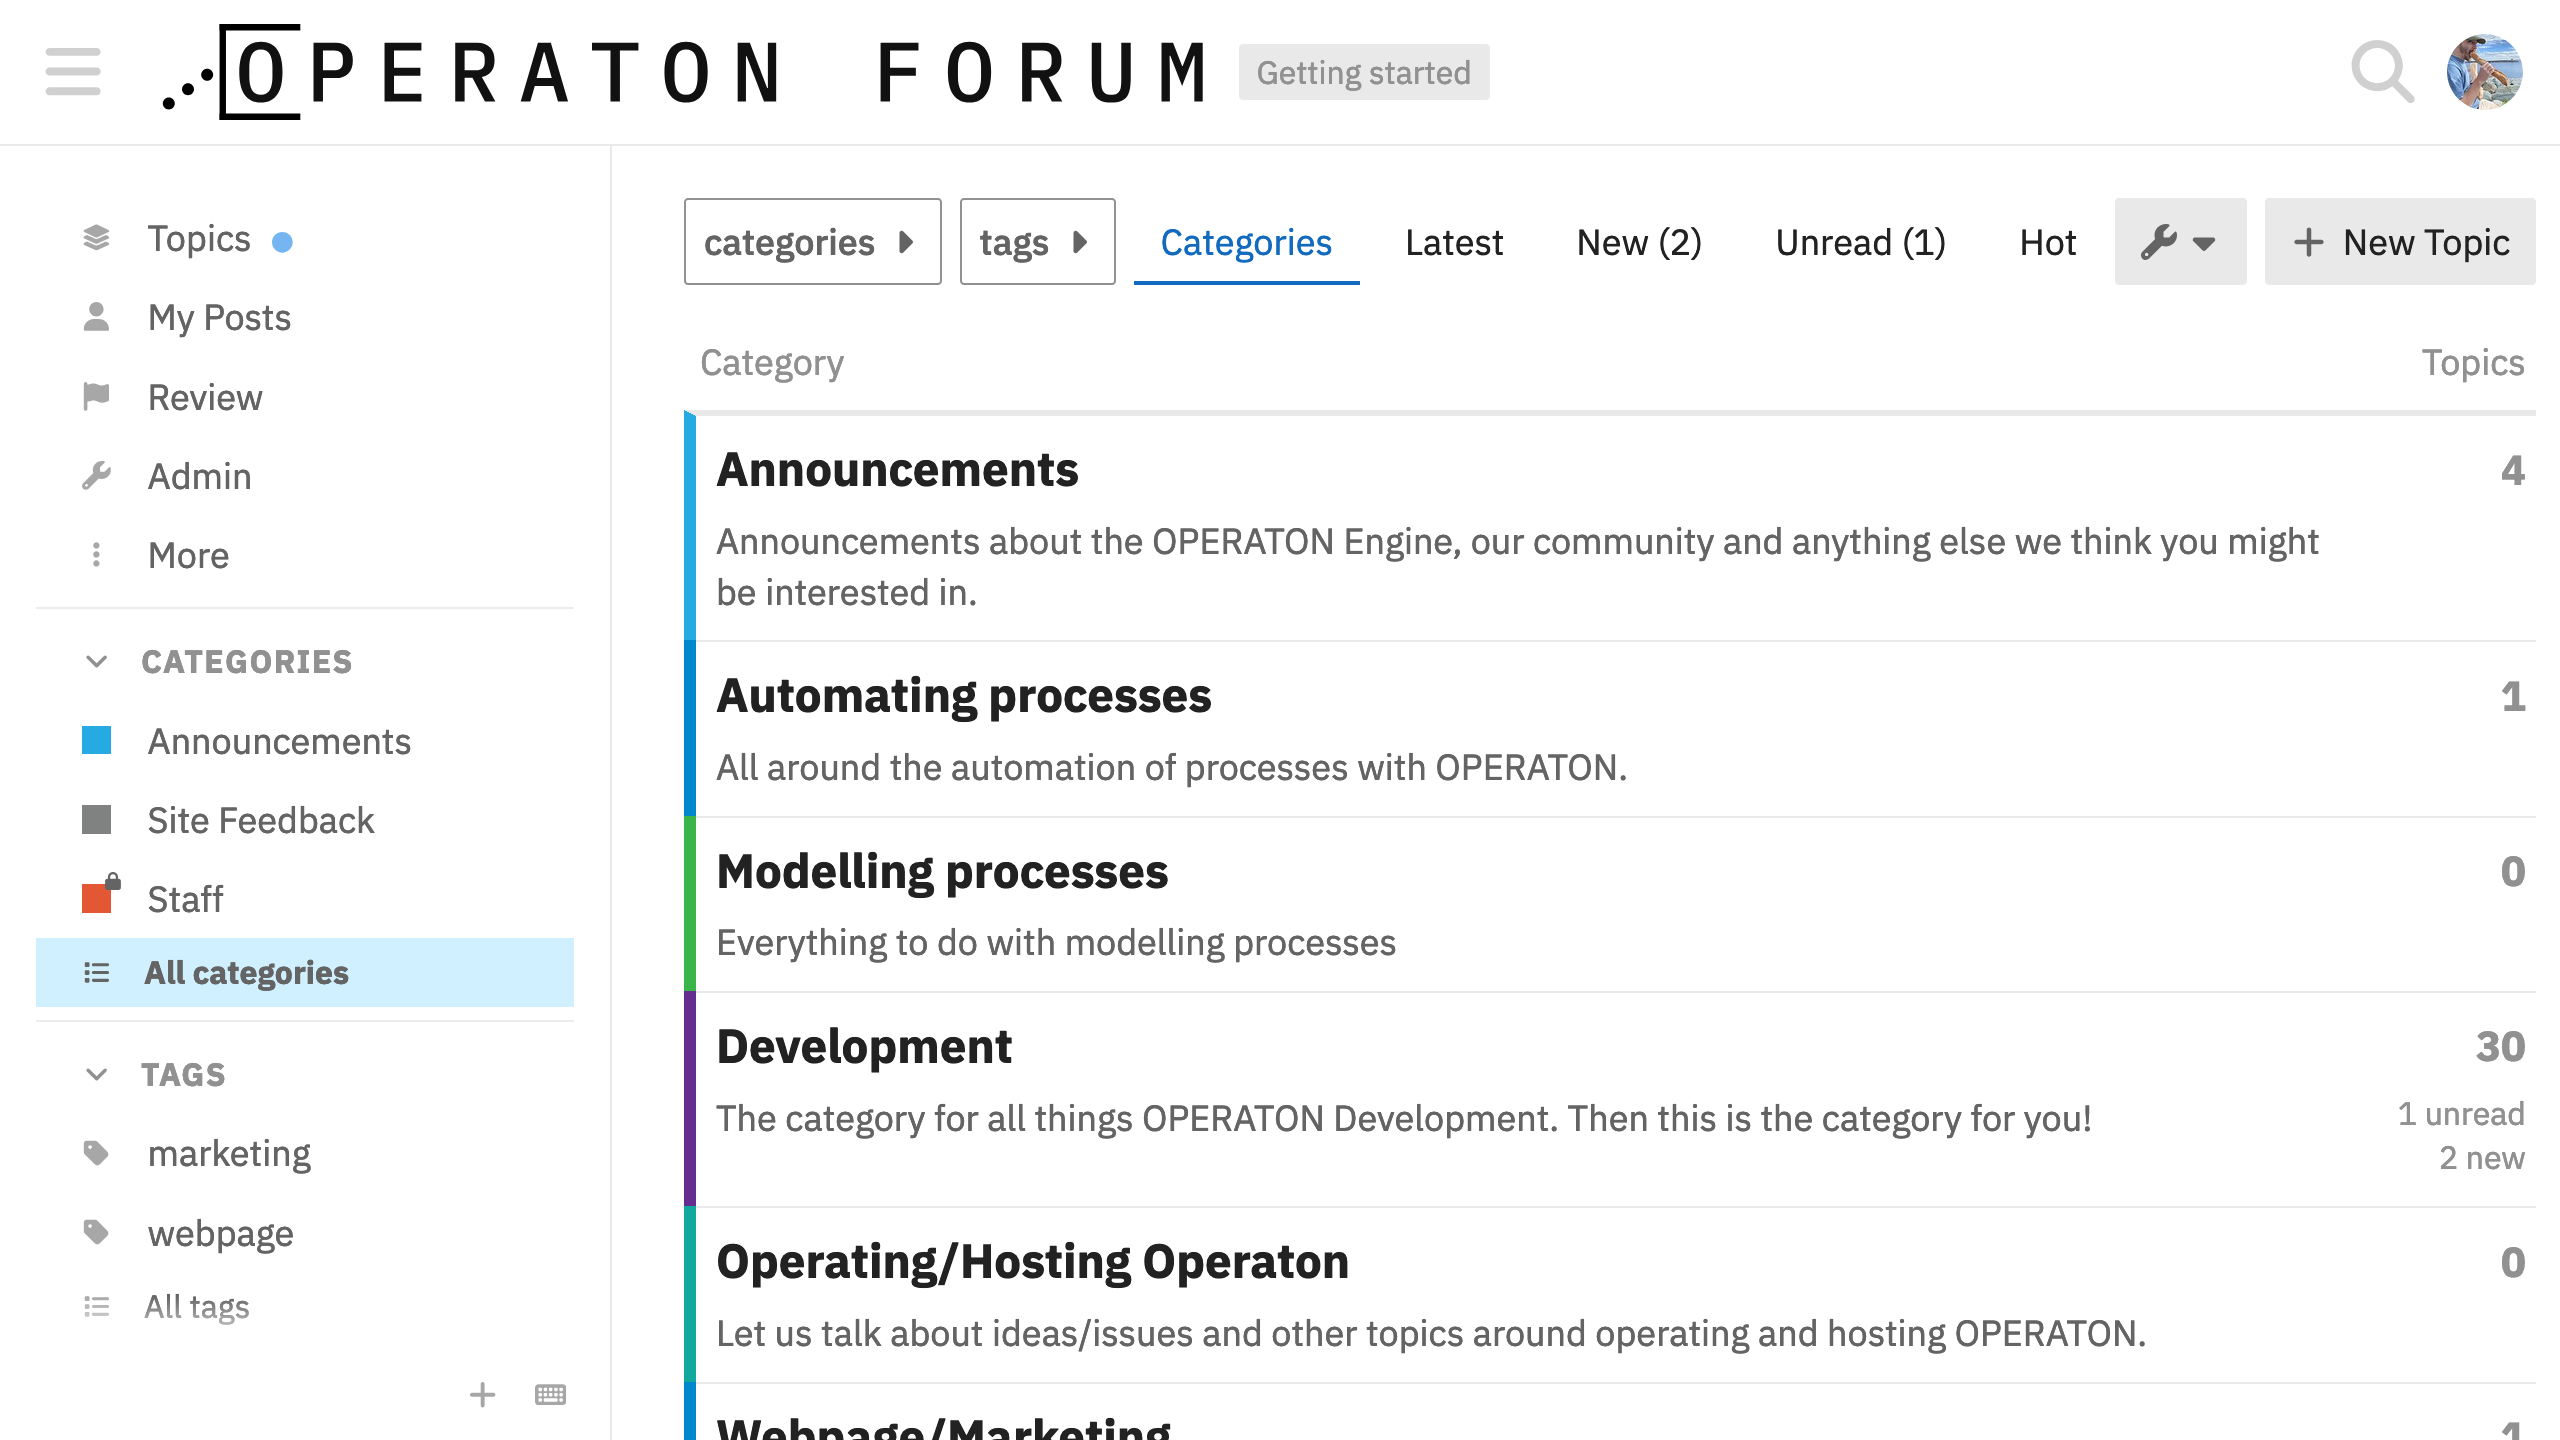 OPERATON FORUM
Getting started
Topics
My Posts
Review
Admin
More
CATEGORIES
Announcements
Site Feedback
Staff
All categories
TAGS
marketing
webpage
All tags
categories
tags
Categories
Latest
New (2)
Unread (1)
Hot
New Topic
Category
Topics
Announcements
4
Announcements about the OPERATON Engine, our community and anything else we think you might
be interested in.
Automating processes
1
All around the automation of processes with OPERATON.
Modelling processes
0
Everything to do with modelling processes
Development
30
The category for all things OPERATON Development. Then this is the category for you!
1 unread
2 new
Operating/Hosting Operaton
0
Let us talk about ideas/issues and other topics around operating and hosting OPERATON.
Webpage/Marketing
1